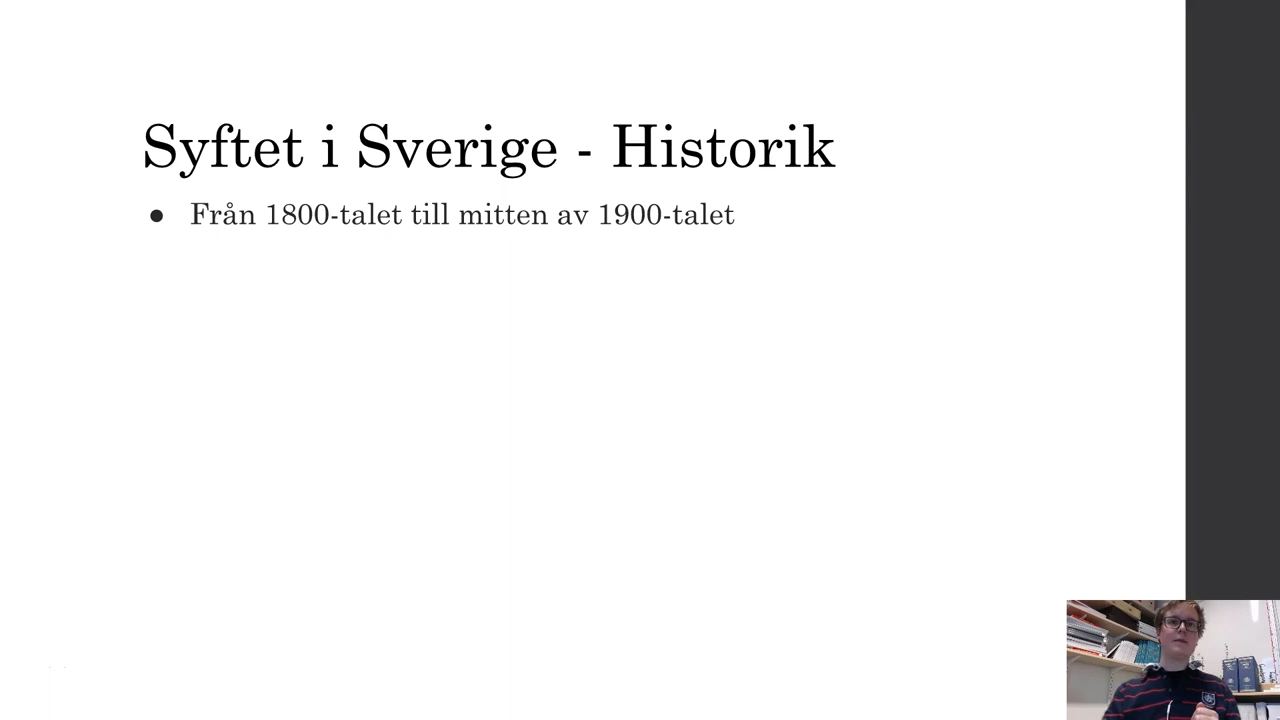 Syftet i Sverige - Historik
● Från 1800-talet till mitten av 1900-talet